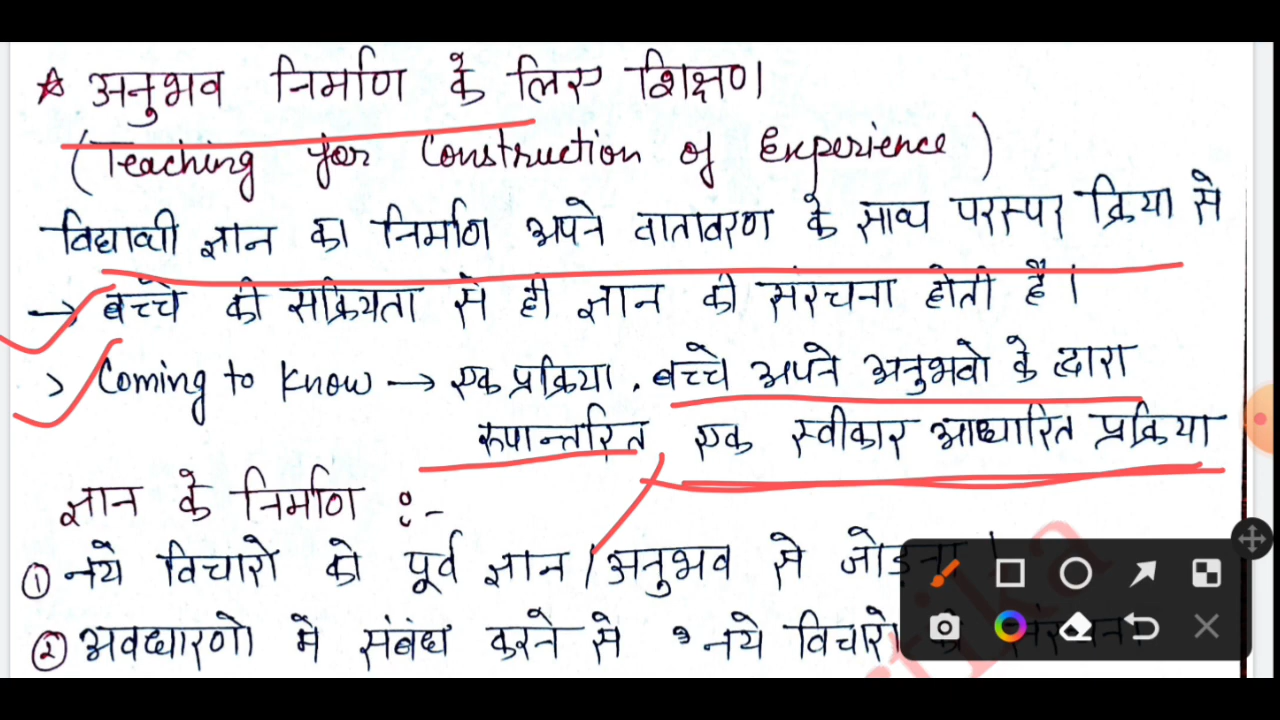 ☆ अनुभव निर्माण के लिए शिक्षण।
(Teaching for Construction of Experience)
विद्यार्थी ज्ञान का निर्माण अपने वातावरण के साथ परस्पर क्रिया से
→ बच्चे की सक्रियता से ही ज्ञान की संरचना होती है।
> Coming to know → एक प्रक्रिया. बच्चे अपने अनुभवो के द्वारा
रुपान्तरित एक स्वीकार आधारित प्रक्रिया
ज्ञान के निर्माण :-
① नये विचारो को पूर्व ज्ञान / अनुभव से जोड़ना।
② अवधारणो में संबंध करने से नये विचारो